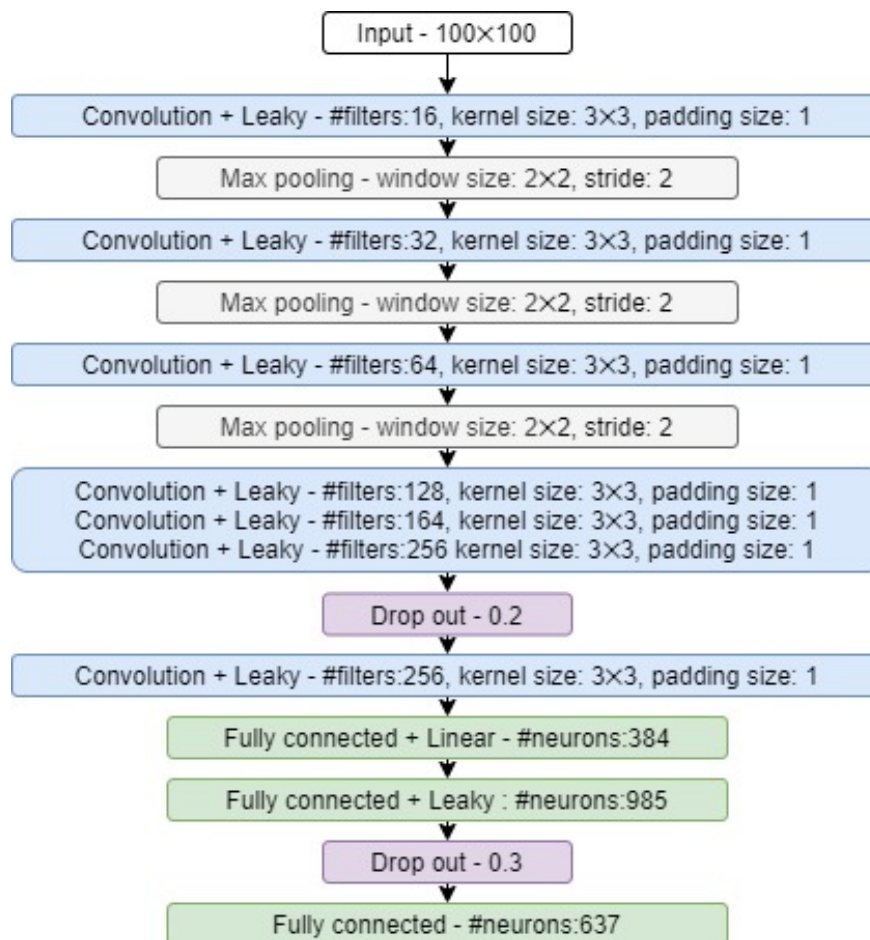 Input - 100×100
Convolution + Leaky - #filters:16, kernel size: 3×3, padding size: 1
Max pooling - window size: 2×2, stride: 2
Convolution + Leaky - #filters:32, kernel size: 3×3, padding size: 1
Max pooling - window size: 2×2, stride: 2
Convolution + Leaky - #filters:64, kernel size: 3×3, padding size: 1
Max pooling - window size: 2×2, stride: 2
Convolution + Leaky - #filters:128, kernel size: 3×3, padding size: 1
Convolution + Leaky - #filters:164, kernel size: 3×3, padding size: 1
Convolution + Leaky - #filters:256 kernel size: 3×3, padding size: 1
Drop out - 0.2
Convolution + Leaky - #filters:256, kernel size: 3×3, padding size: 1
Fully connected + Linear - #neurons:384
Fully connected + Leaky : #neurons:985
Drop out - 0.3
Fully connected - #neurons:637